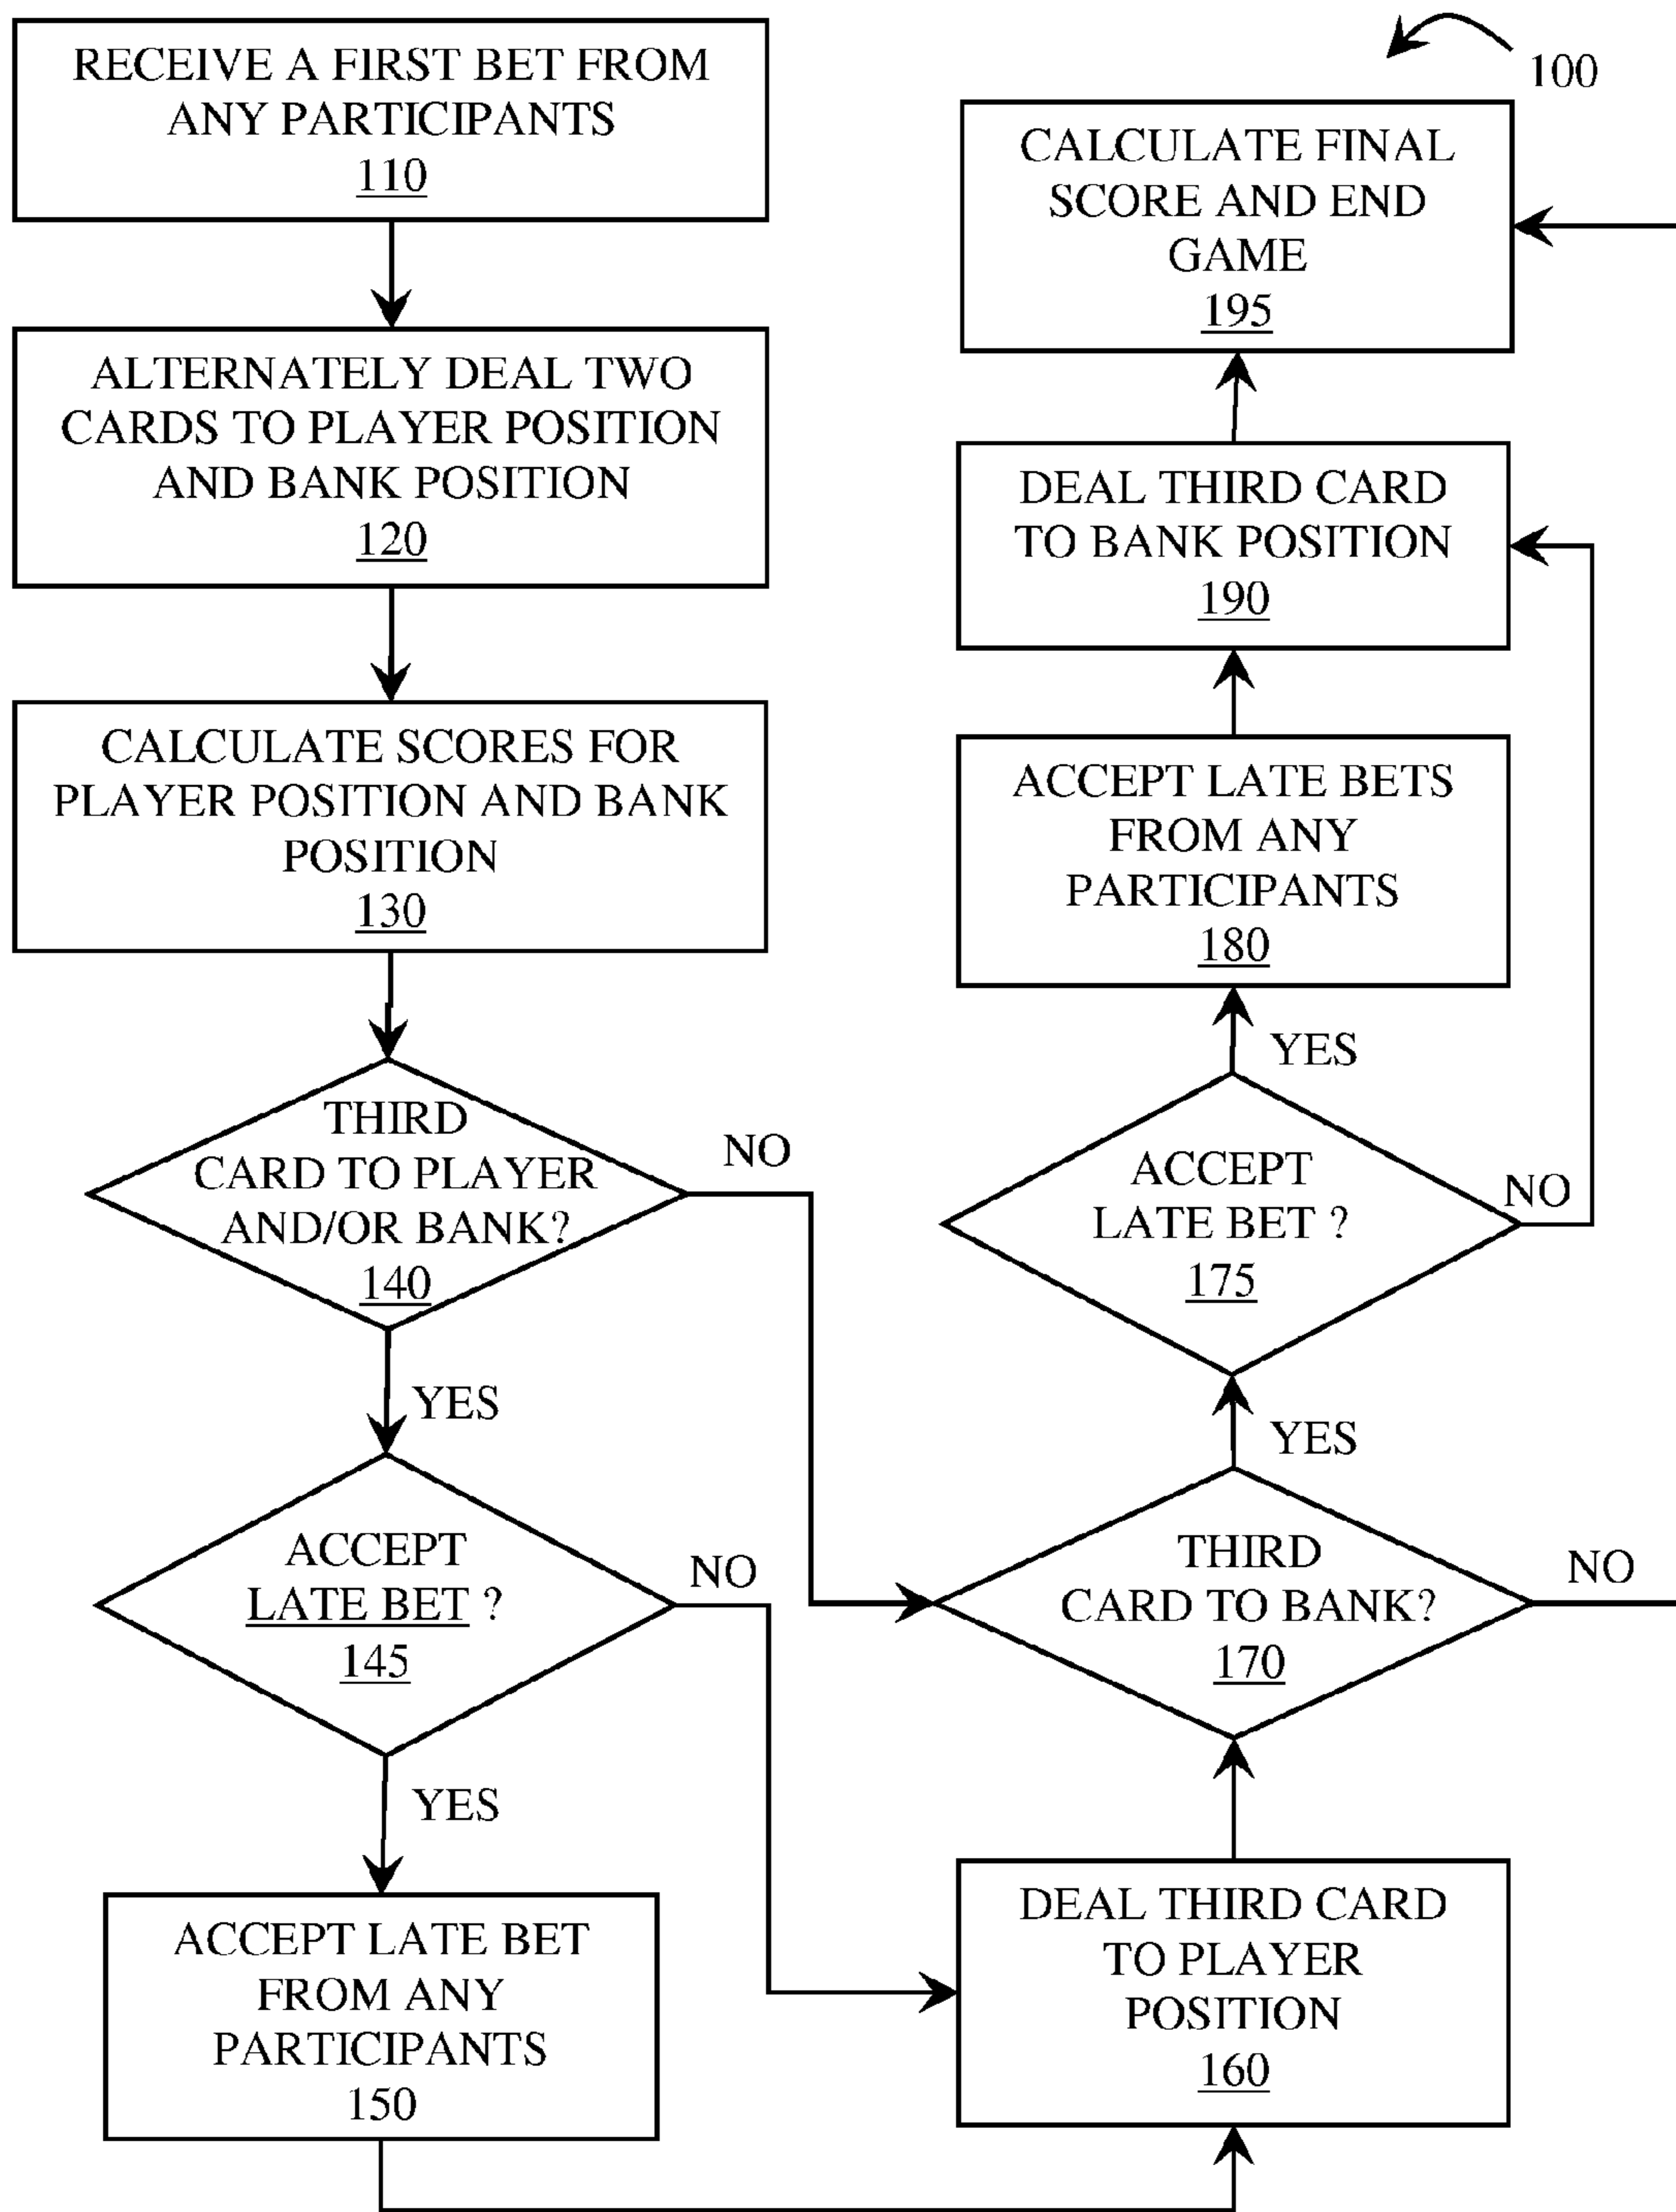 RECEIVE A FIRST BET FROM
ANY PARTICIPANTS
110
ALTERNATELY DEAL TWO
CARDS TO PLAYER POSITION
AND BANK POSITION
120
CALCULATE SCORES FOR
PLAYER POSITION AND BANK
POSITION
130
THIRD
CARD TO PLAYER
AND/OR BANK?
140
NO
YES
ACCEPT
LATE BET ?
145
NO
YES
ACCEPT LATE BET
FROM ANY
PARTICIPANTS
150
100
CALCULATE FINAL
SCORE AND END
GAME
195
DEAL THIRD CARD
TO BANK POSITION
190
ACCEPT LATE BETS
FROM ANY
PARTICIPANTS
180
YES
ACCEPT
LATE BET ?
175
NO
YES
THIRD
CARD TO BANK?
170
NO
DEAL THIRD CARD
TO PLAYER
POSITION
160